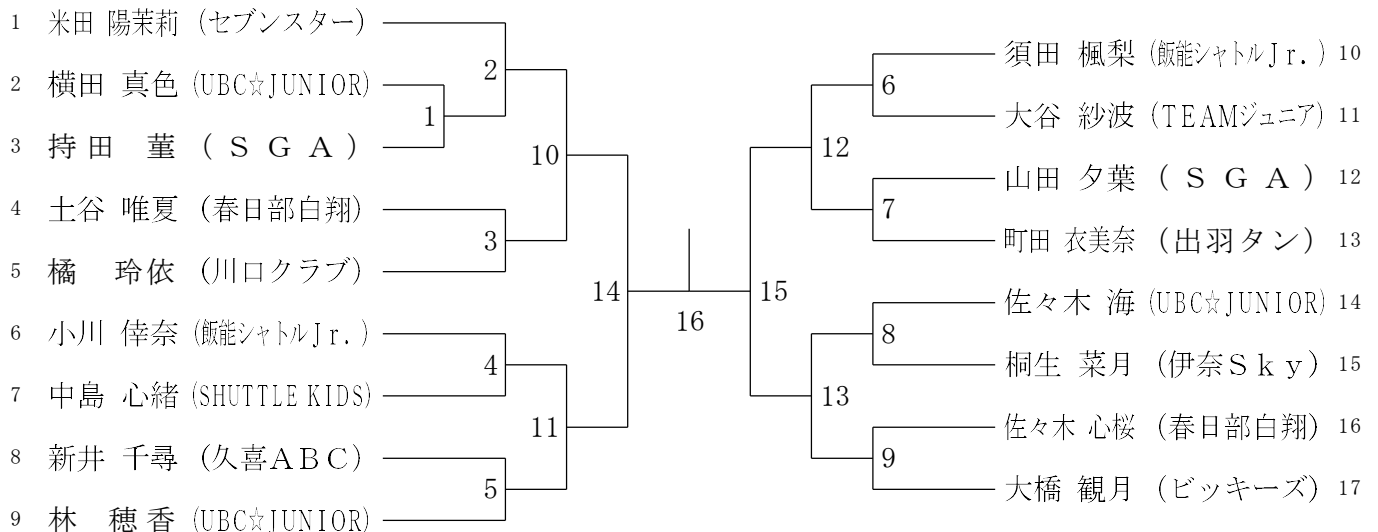 1 米田 陽茉莉 (セブンスター)
2 横田 真色 (UBC☆JUNIOR)
3 持田 菫 (SGA)
4 土谷 唯夏 (春日部白翔)
5 橘 玲依 (川口クラブ)
6 小川 倖奈 (飯能シャトルJr.)
7 中島 心緒 (SHUTTLE KIDS)
8 新井 千尋 (久喜ABC)
9 林 穂香 (UBC☆JUNIOR)
1
2
3
4
5
10
11
14
16
15
12
13
6
7
8
9
須田 楓梨 (飯能シャトルJr.) 10
大谷 紗波 (TEAMジュニア) 11
山田 夕葉 (SGA) 12
町田 衣美奈 (出羽タン) 13
佐々木 海 (UBC☆JUNIOR) 14
桐生 菜月 (伊奈Sky) 15
佐々木 心桜 (春日部白翔) 16
大橋 観月 (ビッキーズ) 17